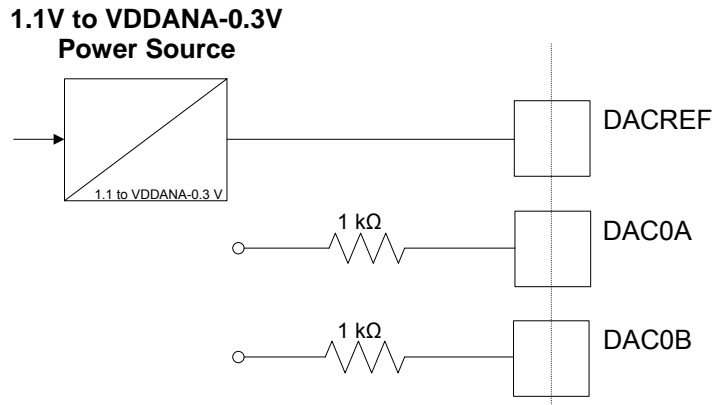 1.1V to VDDANA-0.3V
Power Source
1.1 to VDDANA-0.3 V
DACREF
1 kΩ
DAC0A
1 kΩ
DAC0B